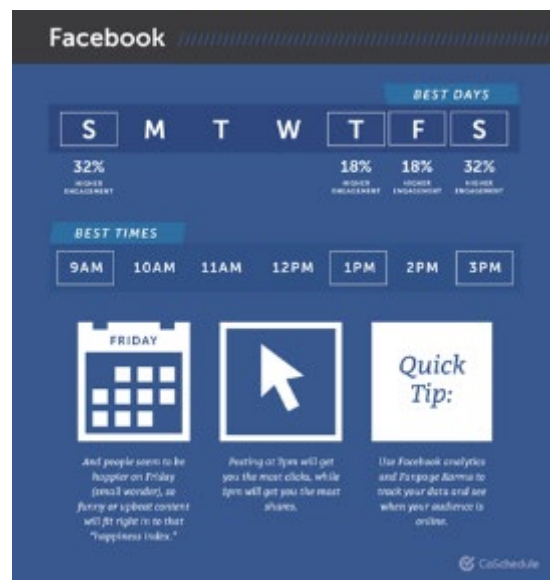 Facebook
BEST DAYS
S M T W T F S
32% 18% 18% 32%
HIGHER ENGAGEMENT HIGHER ENGAGEMENT HIGHER ENGAGEMENT HIGHER ENGAGEMENT
BEST TIMES
9AM 10AM 11AM 12PM 1PM 2PM 3PM
FRIDAY
And people seem to be
happier on Friday
(small wonder), so
funny or upbeat content
will fit right in to that
"happiness index."
Posting at 3pm will get
you the most clicks, while
1pm will get you the most
shares.
Quick
Tip:
Use Facebook analytics
and Fanpage Karma to
track your data and see
when your audience is
online.
CoSchedule